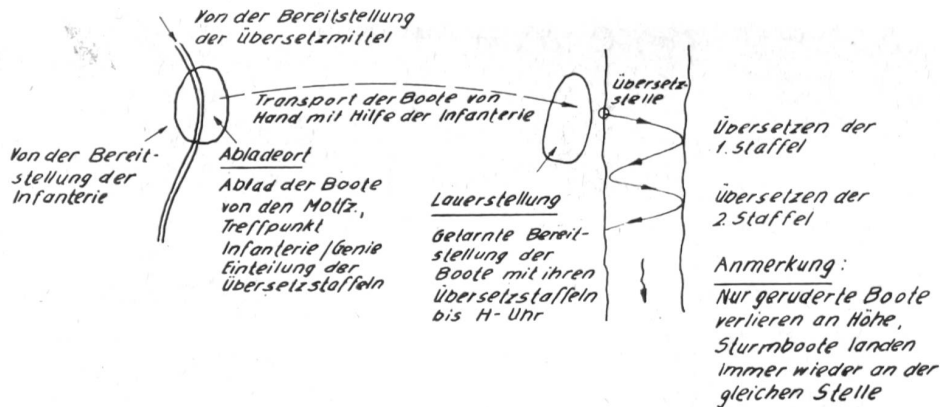 Von der Bereitstellung
der Übersetzmittel
Transport der Boote von
Hand mit Hilfe der Infanterie
Von der Bereit-
stellung der
Infanterie
Abladeort
Ablad der Boote
von den Motfz.,
Treffpunkt
Infanterie/Genie
Einteilung der
Übersetzstaffeln
Lauerstellung
Getarnte Bereit-
stellung der
Boote mit ihren
Übersetzstaffeln
bis H-Uhr
Übersetz-
stelle
Übersetzen der
1. Staffel
Übersetzen der
2. Staffel
Anmerkung:
Nur geruderte Boote
verlieren an Höhe,
Sturmboote landen
immer wieder an der
gleichen Stelle